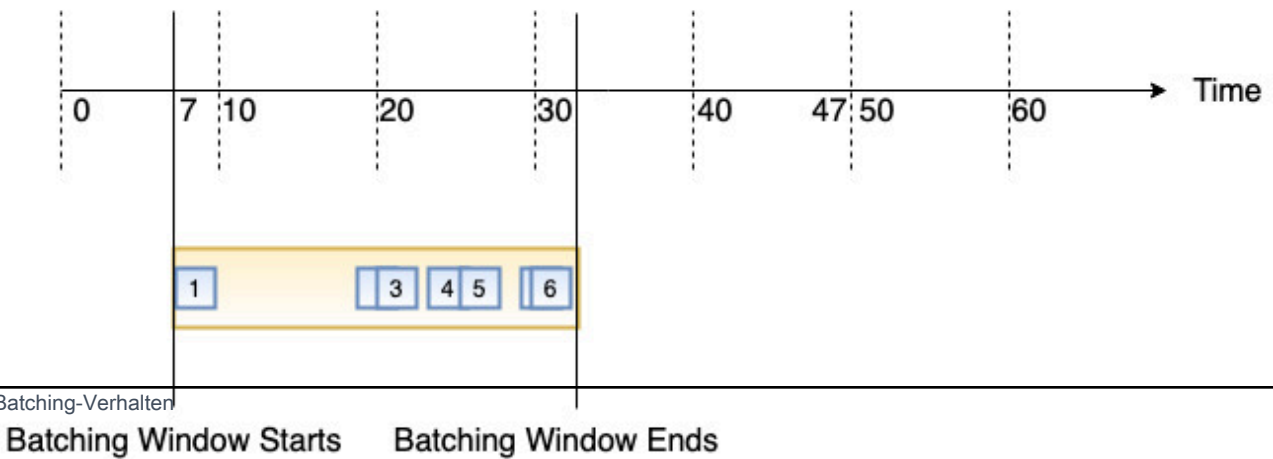 0 7 10 20 30 40 47 50 60 Time
1 3 4 5 6
Batching-Verhalten
Batching Window Starts Batching Window Ends